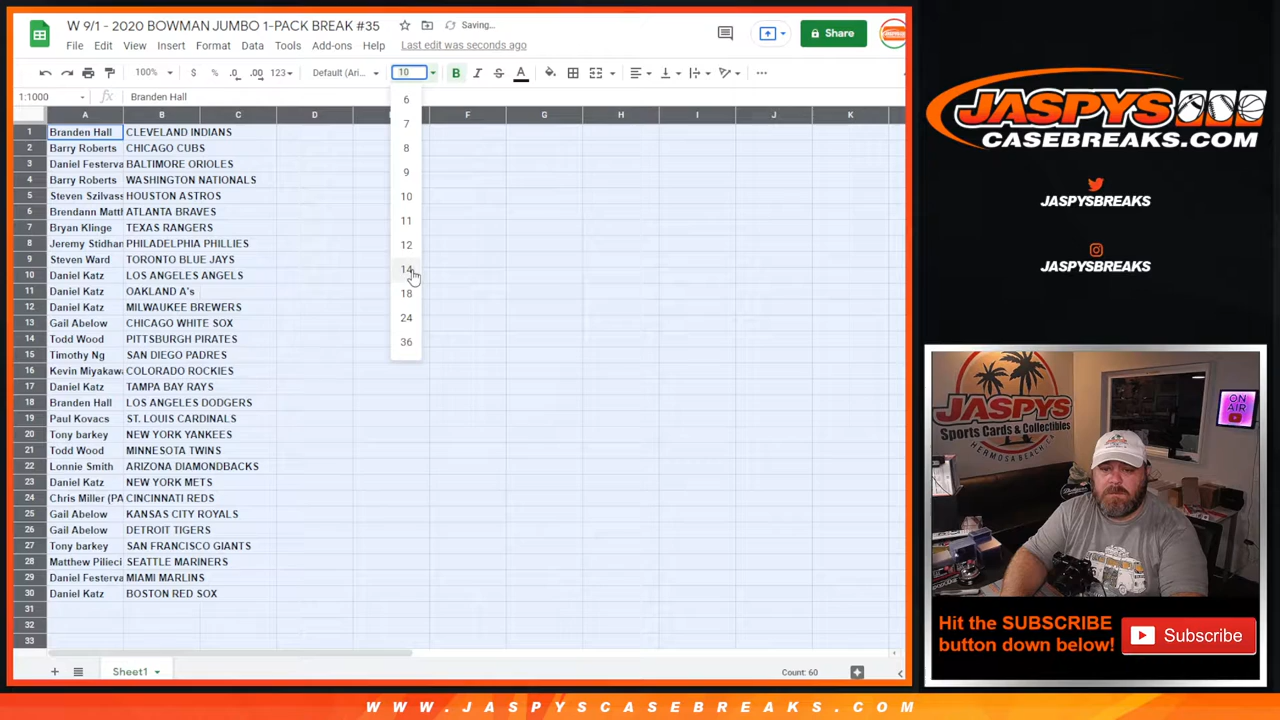 W 9/1 - 2020 BOWMAN JUMBO 1-PACK BREAK #35
Saving...
File Edit View Insert Format Data Tools Add-ons Help Last edit was seconds ago
Share
100% $ % .0 .00 123 Default (Ari... 10 B I S A
1:1000 fx Branden Hall
A B C D F G H I J K
1 Branden Hall CLEVELAND INDIANS
2 Barry Roberts CHICAGO CUBS
3 Daniel Festerva BALTIMORE ORIOLES
4 Barry Roberts WASHINGTON NATIONALS
5 Steven Szilvass HOUSTON ASTROS
6 Brendann Matth ATLANTA BRAVES
7 Bryan Klinge TEXAS RANGERS
8 Jeremy Stidhan PHILADELPHIA PHILLIES
9 Steven Ward TORONTO BLUE JAYS
10 Daniel Katz LOS ANGELES ANGELS
11 Daniel Katz OAKLAND A's
12 Daniel Katz MILWAUKEE BREWERS
13 Gail Abelow CHICAGO WHITE SOX
14 Todd Wood PITTSBURGH PIRATES
15 Timothy Ng SAN DIEGO PADRES
16 Kevin Miyakawa COLORADO ROCKIES
17 Daniel Katz TAMPA BAY RAYS
18 Branden Hall LOS ANGELES DODGERS
19 Paul Kovacs ST. LOUIS CARDINALS
20 Tony barkey NEW YORK YANKEES
21 Todd Wood MINNESOTA TWINS
22 Lonnie Smith ARIZONA DIAMONDBACKS
23 Daniel Katz NEW YORK METS
24 Chris Miller (PA CINCINNATI REDS
25 Gail Abelow KANSAS CITY ROYALS
26 Gail Abelow DETROIT TIGERS
27 Tony barkey SAN FRANCISCO GIANTS
28 Matthew Pilieci SEATTLE MARINERS
29 Daniel Festerva MIAMI MARLINS
30 Daniel Katz BOSTON RED SOX
31
32
33
6
7
8
9
10
11
12
14
18
24
36
Sheet1
Count: 60
JASPYS
CASEBREAKS.COM
JASPYSBREAKS
JASPYSBREAKS
JASPYS
Sports Cards & Collectibles
HERMOSA BEACH, CA
ON AIR
Hit the SUBSCRIBE
button down below!
Subscribe
WWW.JASPYSCASEBREAKS.COM